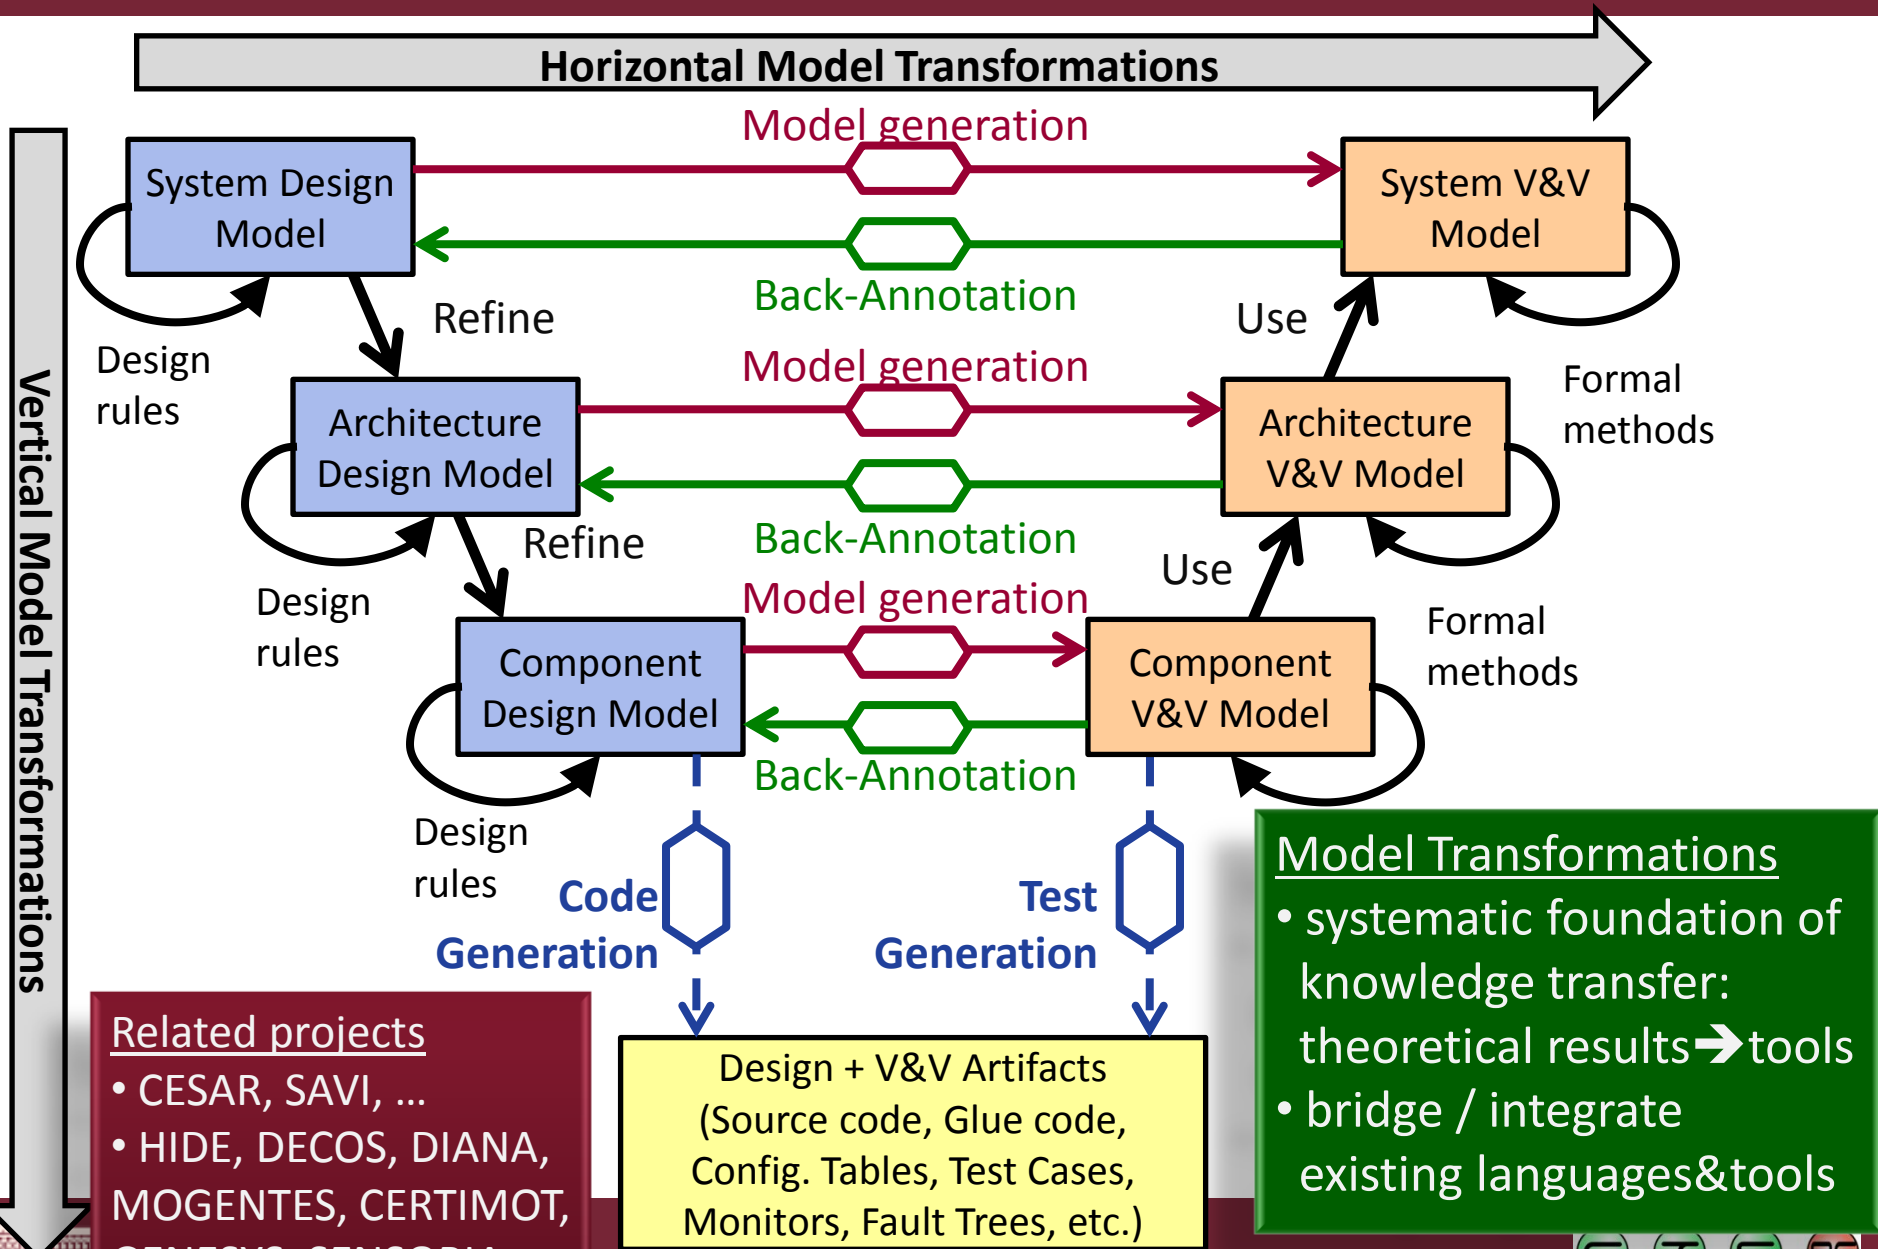 Horizontal Model Transformations
Vertical Model Transformations
Model generation
System Design
Model
System V&V
Model
Back-Annotation
Refine
Use
Design
rules
Formal
methods
Model generation
Architecture
Design Model
Architecture
V&V Model
Back-Annotation
Refine
Use
Design
rules
Formal
methods
Model generation
Component
Design Model
Component
V&V Model
Back-Annotation
Design
rules
Code
Generation
Test
Generation
Model Transformations
• systematic foundation of
knowledge transfer:
theoretical results➔tools
• bridge / integrate
existing languages&tools
Related projects
• CESAR, SAVI, ...
• HIDE, DECOS, DIANA,
MOGENTES, CERTIMOT,
Design + V&V Artifacts
(Source code, Glue code,
Config. Tables, Test Cases,
Monitors, Fault Trees, etc.)